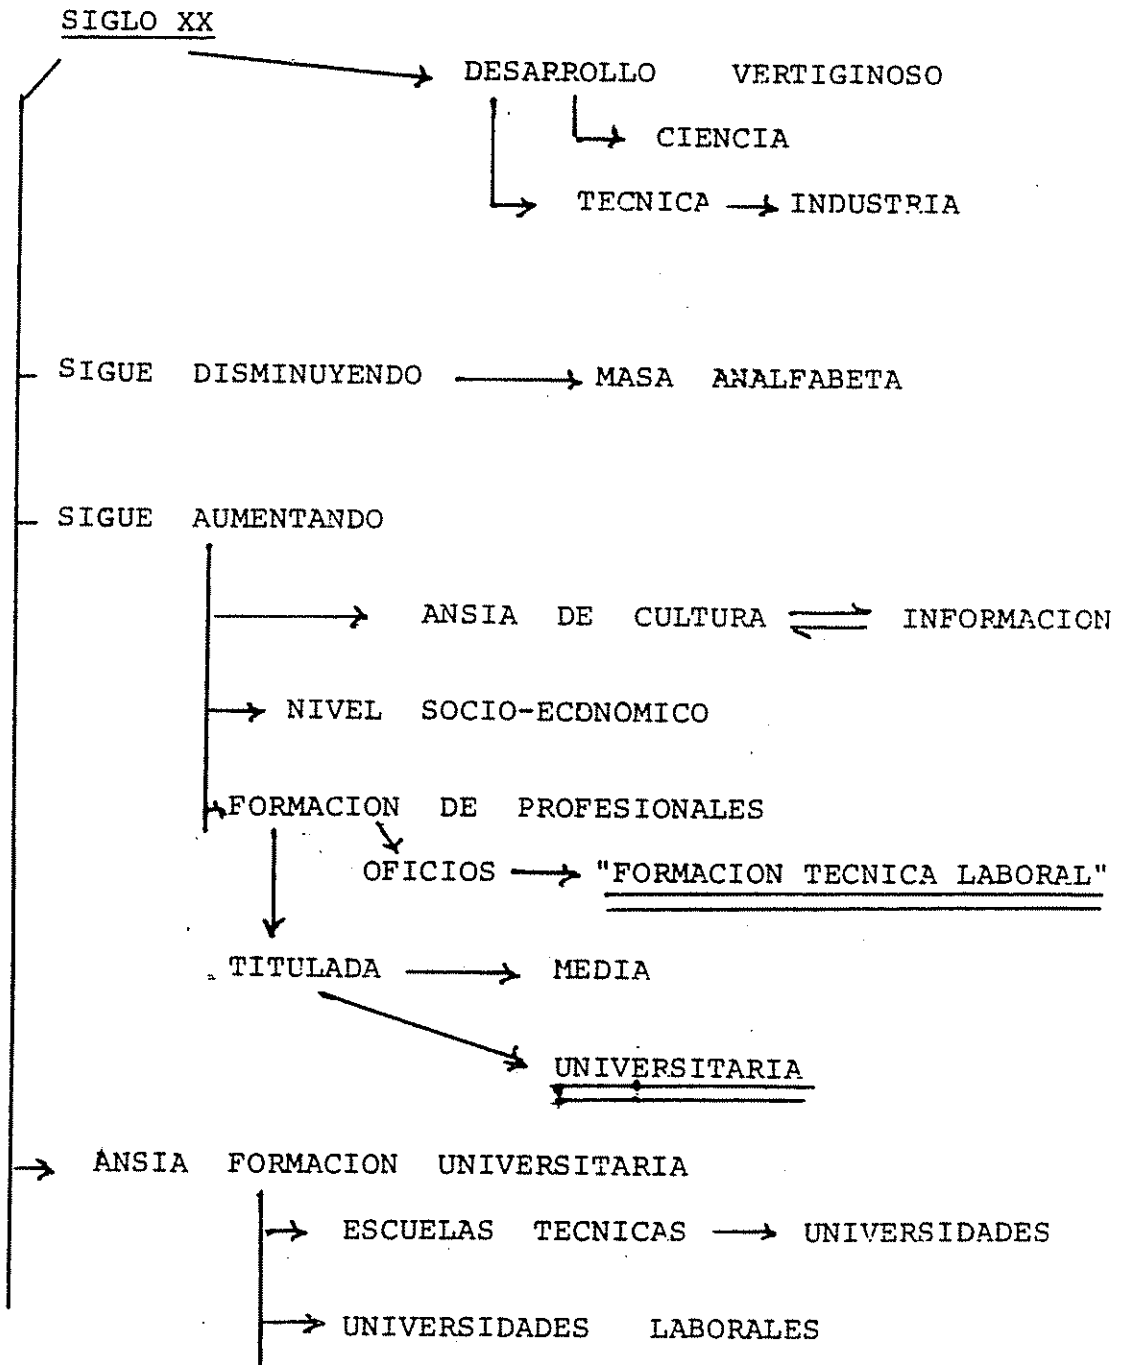 SIGLO XX
DESARROLLO VERTIGINOSO
CIENCIA
TECNICA → INDUSTRIA
SIGUE DISMINUYENDO → MASA ANALFABETA
SIGUE AUMENTANDO
ANSIA DE CULTURA ⇌ INFORMACION
NIVEL SOCIO-ECONOMICO
FORMACION DE PROFESIONALES
OFICIOS → "FORMACION TECNICA LABORAL"
TITULADA → MEDIA
UNIVERSITARIA
ANSIA FORMACION UNIVERSITARIA
ESCUELAS TECNICAS → UNIVERSIDADES
UNIVERSIDADES LABORALES